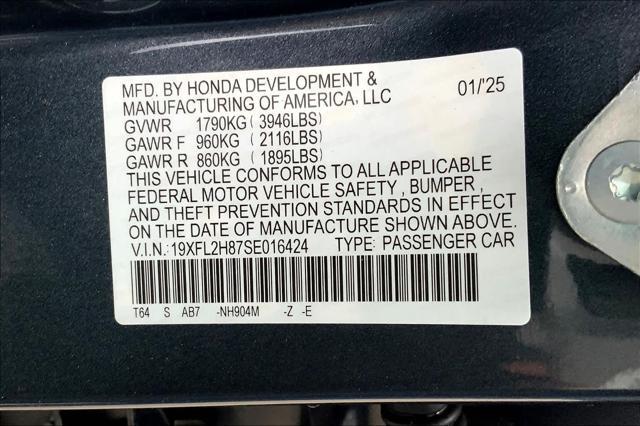 MFD. BY HONDA DEVELOPMENT & 01/'25
MANUFACTURING OF AMERICA, LLC
GVWR 1790KG ( 3946LBS)
GAWR F 960KG ( 2116LBS)
GAWR R 860KG ( 1895LBS)
THIS VEHICLE CONFORMS TO ALL APPLICABLE
FEDERAL MOTOR VEHICLE SAFETY , BUMPER,
AND THEFT PREVENTION STANDARDS IN EFFECT
ON THE DATE OF MANUFACTURE SHOWN ABOVE.
V.I.N.:19XFL2H87SE016424 TYPE: PASSENGER CAR
T64 S AB7 -NH904M -Z -E